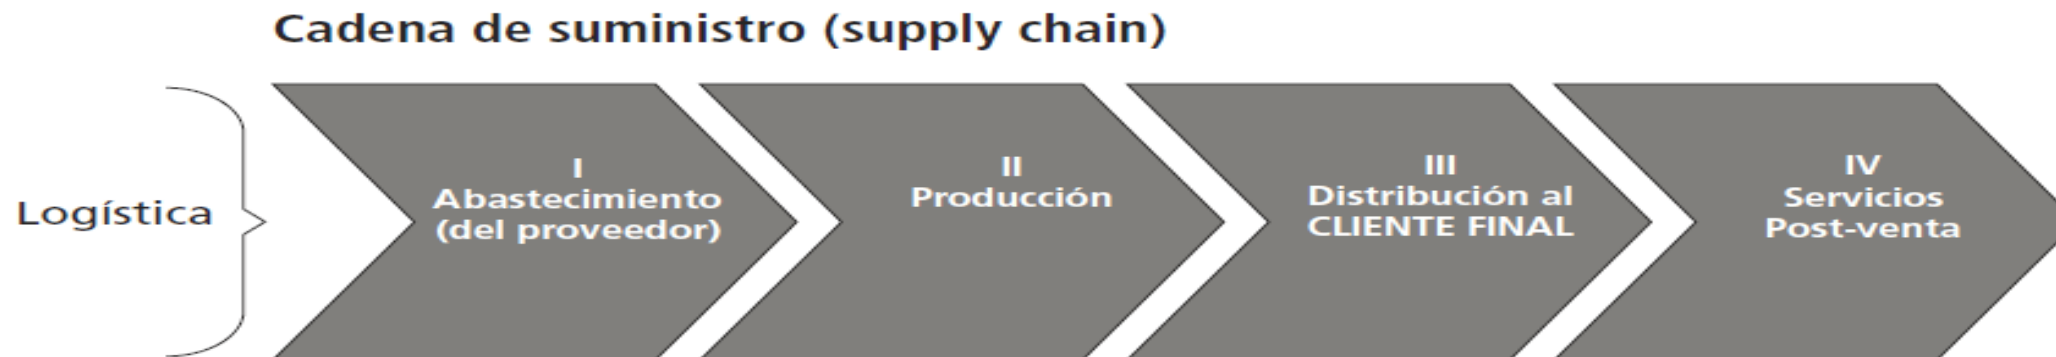 Cadena de suministro (supply chain)
Logística
I
Abastecimiento
(del proveedor)
II
Producción
III
Distribución al
CLIENTE FINAL
IV
Servicios
Post-venta